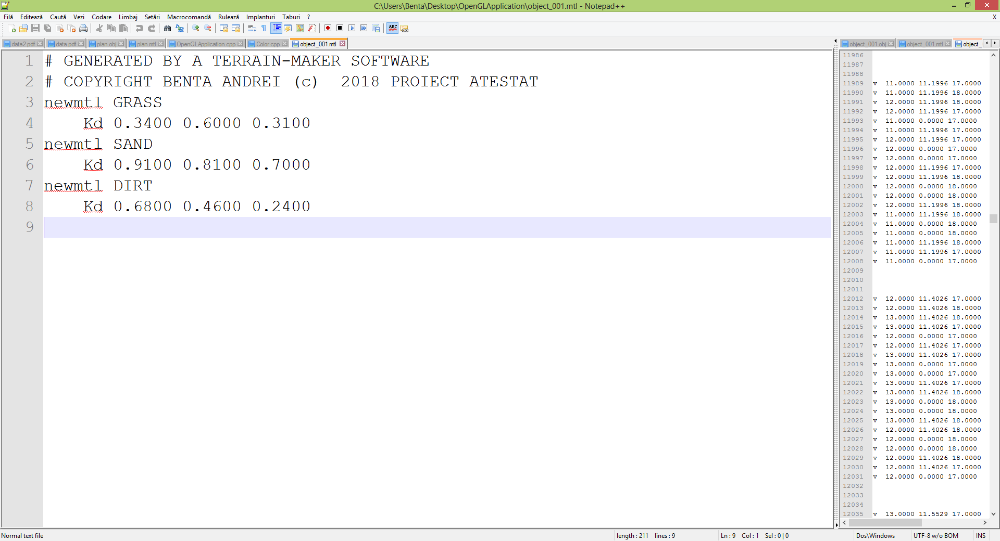 C:\Users\Benta\Desktop\OpenGLApplication\object_001.mtl - Notepad++
Filă Editează Caută Vezi Codare Limbaj Setări Macrocomandă Rulează Implanturi Taburi ? X
data2.pdf data.pdf plan.obj plan.mtl OpenGLApplication.cpp Color.cpp object_001.mtl
1 # GENERATED BY A TERRAIN-MAKER SOFTWARE
2 # COPYRIGHT BENTA ANDREI (c)  2018 PROIECT ATESTAT
3 newmtl GRASS
4     Kd 0.3400 0.6000 0.3100
5 newmtl SAND
6     Kd 0.9100 0.8100 0.7000
7 newmtl DIRT
8     Kd 0.6800 0.4600 0.2400
9
object_001.obj object_001.mtl object_
11986
11987
11988
11989 v  11.0000 11.1996 17.0000
11990 v  11.0000 11.1996 18.0000
11991 v  12.0000 11.1996 18.0000
11992 v  12.0000 11.1996 17.0000
11993 v  11.0000 0.0000 17.0000
11994 v  11.0000 11.1996 17.0000
11995 v  12.0000 11.1996 17.0000
11996 v  12.0000 0.0000 17.0000
11997 v  12.0000 0.0000 17.0000
11998 v  12.0000 11.1996 17.0000
11999 v  12.0000 11.1996 18.0000
12000 v  12.0000 0.0000 18.0000
12001 v  12.0000 0.0000 18.0000
12002 v  12.0000 11.1996 18.0000
12003 v  11.0000 11.1996 18.0000
12004 v  11.0000 0.0000 18.0000
12005 v  11.0000 0.0000 18.0000
12006 v  11.0000 11.1996 18.0000
12007 v  11.0000 11.1996 17.0000
12008 v  11.0000 0.0000 17.0000
12009
12010
12011
12012 v  12.0000 11.4026 17.0000
12013 v  12.0000 11.4026 18.0000
12014 v  13.0000 11.4026 18.0000
12015 v  13.0000 11.4026 17.0000
12016 v  12.0000 0.0000 17.0000
12017 v  12.0000 11.4026 17.0000
12018 v  13.0000 11.4026 17.0000
12019 v  13.0000 0.0000 17.0000
12020 v  13.0000 0.0000 17.0000
12021 v  13.0000 11.4026 17.0000
12022 v  13.0000 11.4026 18.0000
12023 v  13.0000 0.0000 18.0000
12024 v  13.0000 0.0000 18.0000
12025 v  13.0000 11.4026 18.0000
12026 v  12.0000 11.4026 18.0000
12027 v  12.0000 0.0000 18.0000
12028 v  12.0000 0.0000 18.0000
12029 v  12.0000 11.4026 18.0000
12030 v  12.0000 11.4026 17.0000
12031 v  12.0000 0.0000 17.0000
12032
12033
12034
12035 v  13.0000 11.5529 17.0000
Normal text file length : 211 lines : 9 Ln : 9 Col : 1 Sel : 0 | 0 Dos\Windows UTF-8 w/o BOM INS